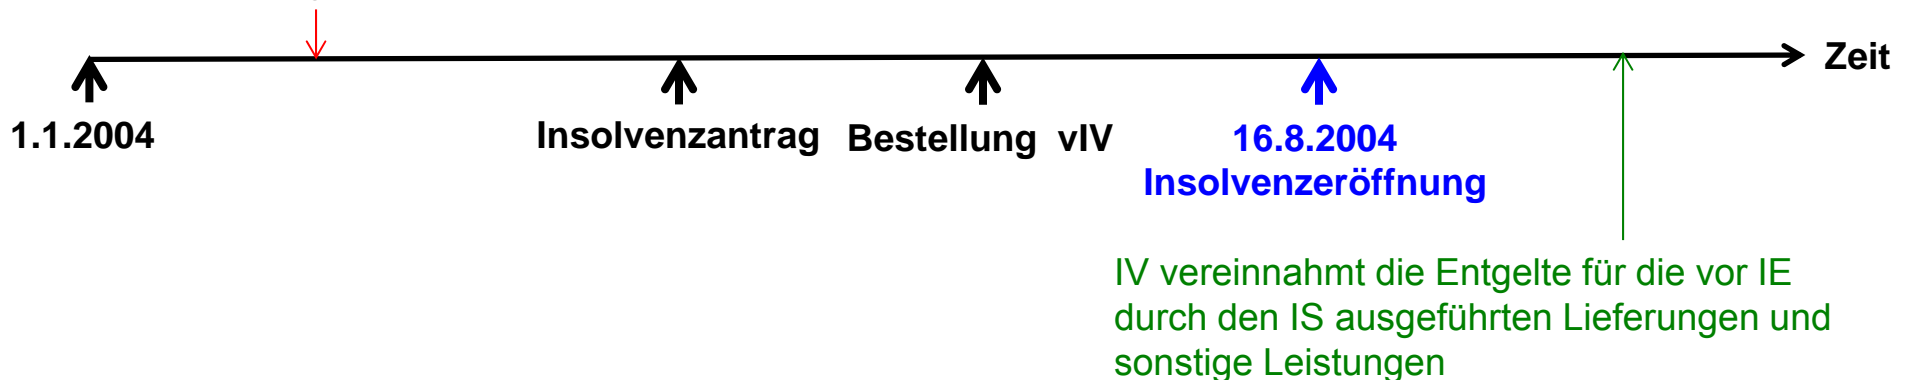 Zeit
1.1.2004
Insolvenzantrag
Bestellung vIV
16.8.2004
Insolvenzeröffnung
IV vereinnahmt die Entgelte für die vor IE
durch den IS ausgeführten Lieferungen und
sonstige Leistungen